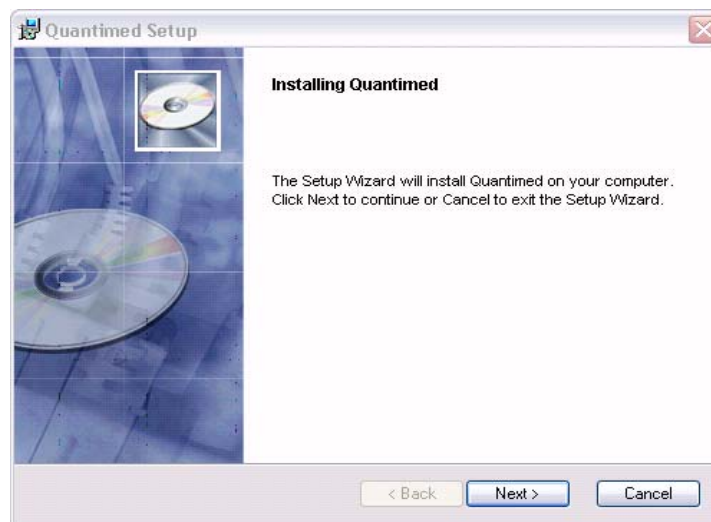 Quantimed Setup
Installing Quantimed
The Setup Wizard will install Quantimed on your computer.
Click Next to continue or Cancel to exit the Setup Wizard.
< Back
Next >
Cancel